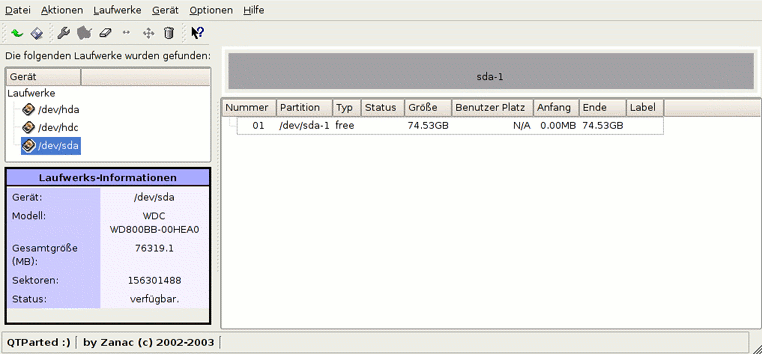 Datei Aktionen Laufwerke Gerät Optionen Hilfe
Die folgenden Laufwerke wurden gefunden:
Gerät
Laufwerke
/dev/hda
/dev/hdc
/dev/sda
Laufwerks-Informationen
Gerät: /dev/sda
Modell: WDC
WD800BB-00HEA0
Gesamtgröße 76319.1
(MB):
Sektoren: 156301488
Status: verfügbar.
sda-1
Nummer Partition Typ Status Größe Benutzer Platz Anfang Ende Label
01 /dev/sda-1 free 74.53GB N/A 0.00MB 74.53GB
QTParted :) by Zanac (c) 2002-2003